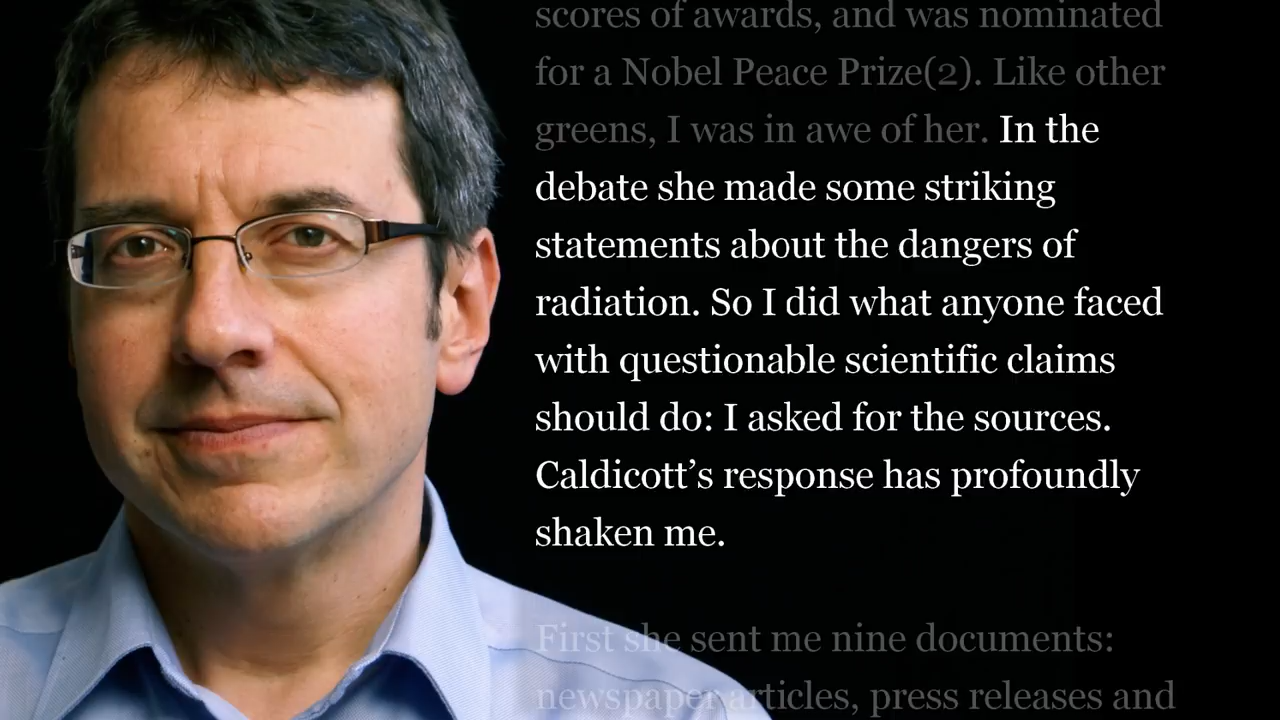 scores of awards, and was nominated
for a Nobel Peace Prize(2). Like other
greens, I was in awe of her. In the
debate she made some striking
statements about the dangers of
radiation. So I did what anyone faced
with questionable scientific claims
should do: I asked for the sources.
Caldicott’s response has profoundly
shaken me.
First she sent me nine documents:
newspaper articles, press releases and